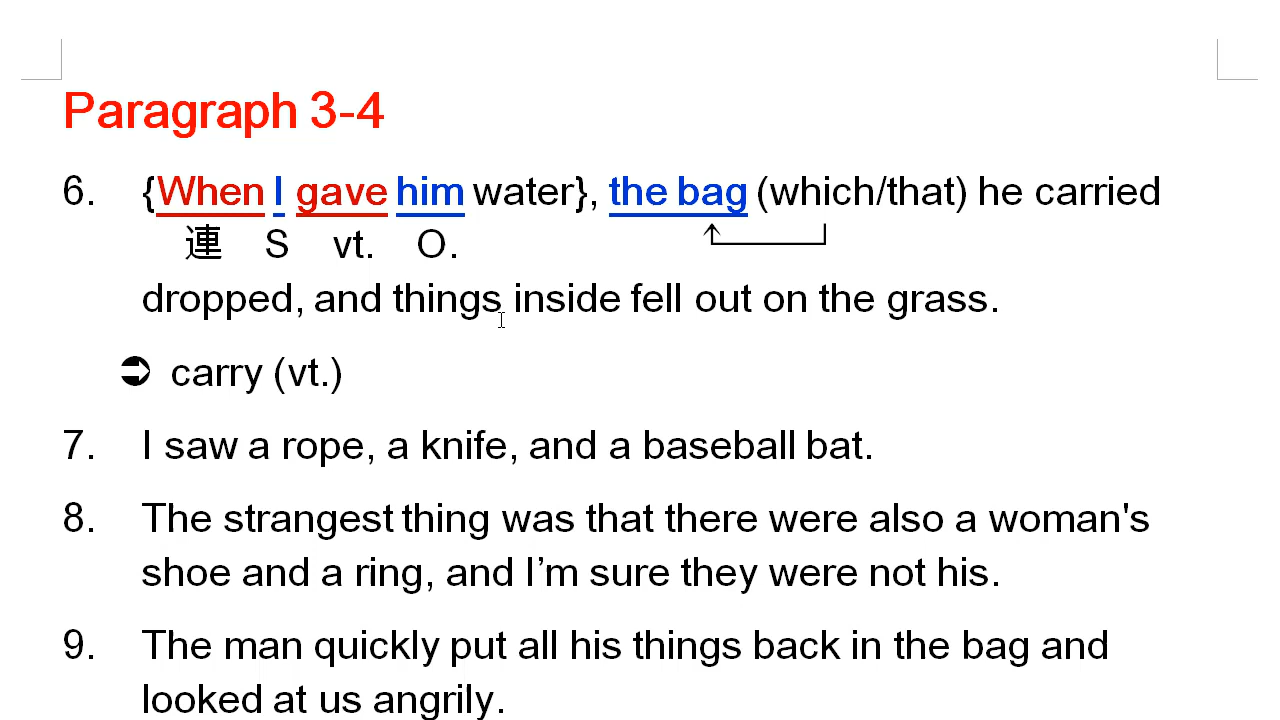 Paragraph 3-4
6. {When I gave him water}, the bag (which/that) he carried
連 S vt. O.
dropped, and things inside fell out on the grass.
➲ carry (vt.)
7. I saw a rope, a knife, and a baseball bat.
8. The strangest thing was that there were also a woman's
shoe and a ring, and I’m sure they were not his.
9. The man quickly put all his things back in the bag and
looked at us angrily.